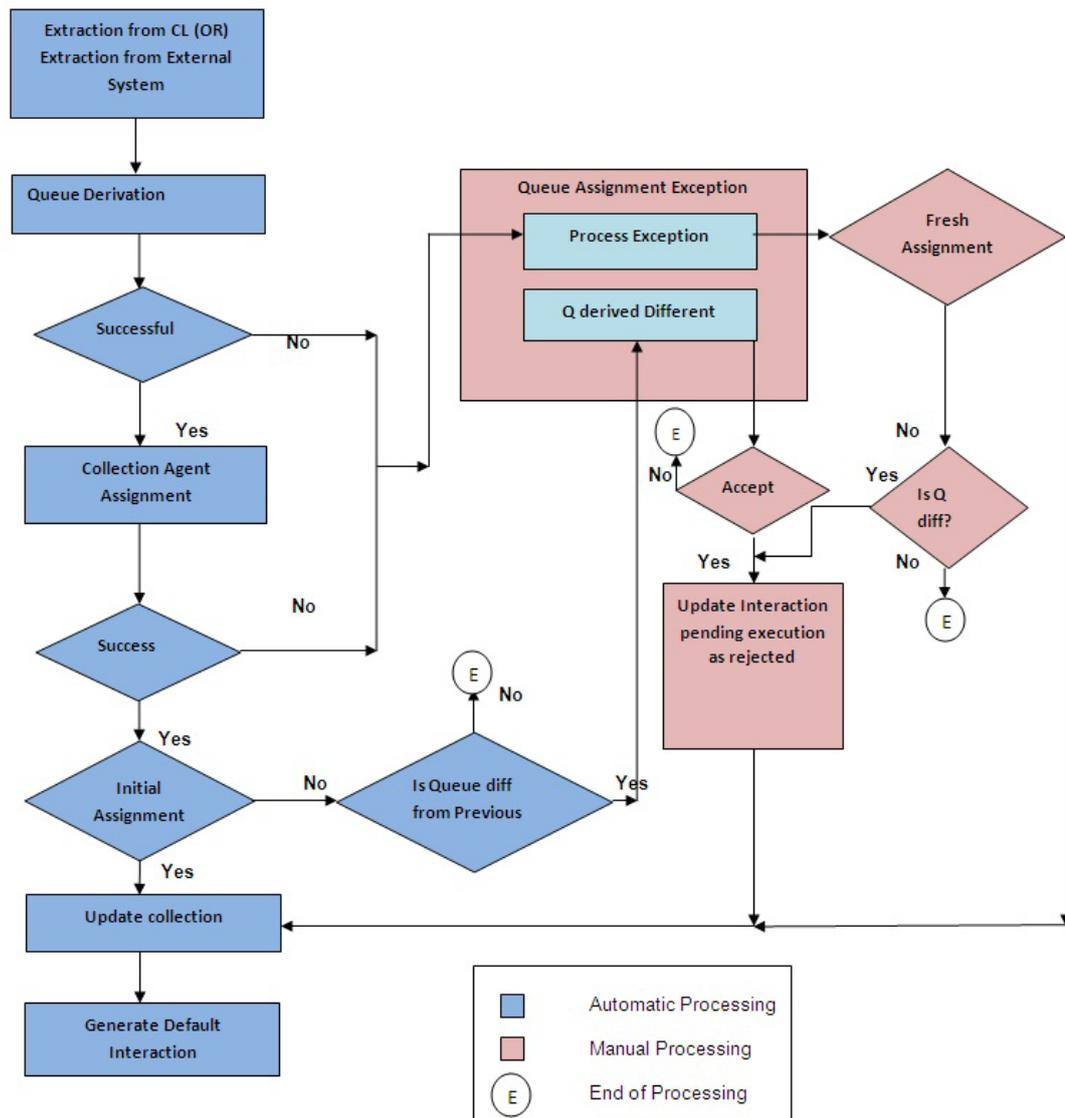 Extraction from CL (OR)
Extraction from External
System
Queue Derivation
Successful
No
Yes
Collection Agent
Assignment
Success
No
Yes
Initial
Assignment
No
Yes
Is Queue diff
from Previous
No
E
Yes
Update collection
Generate Default
Interaction
Queue Assignment Exception
Process Exception
Q derived Different
Fresh
Assignment
No
Is Q
diff?
Yes
No
E
Accept
No
E
Yes
Update Interaction
pending execution
as rejected
Automatic Processing
Manual Processing
E
End of Processing